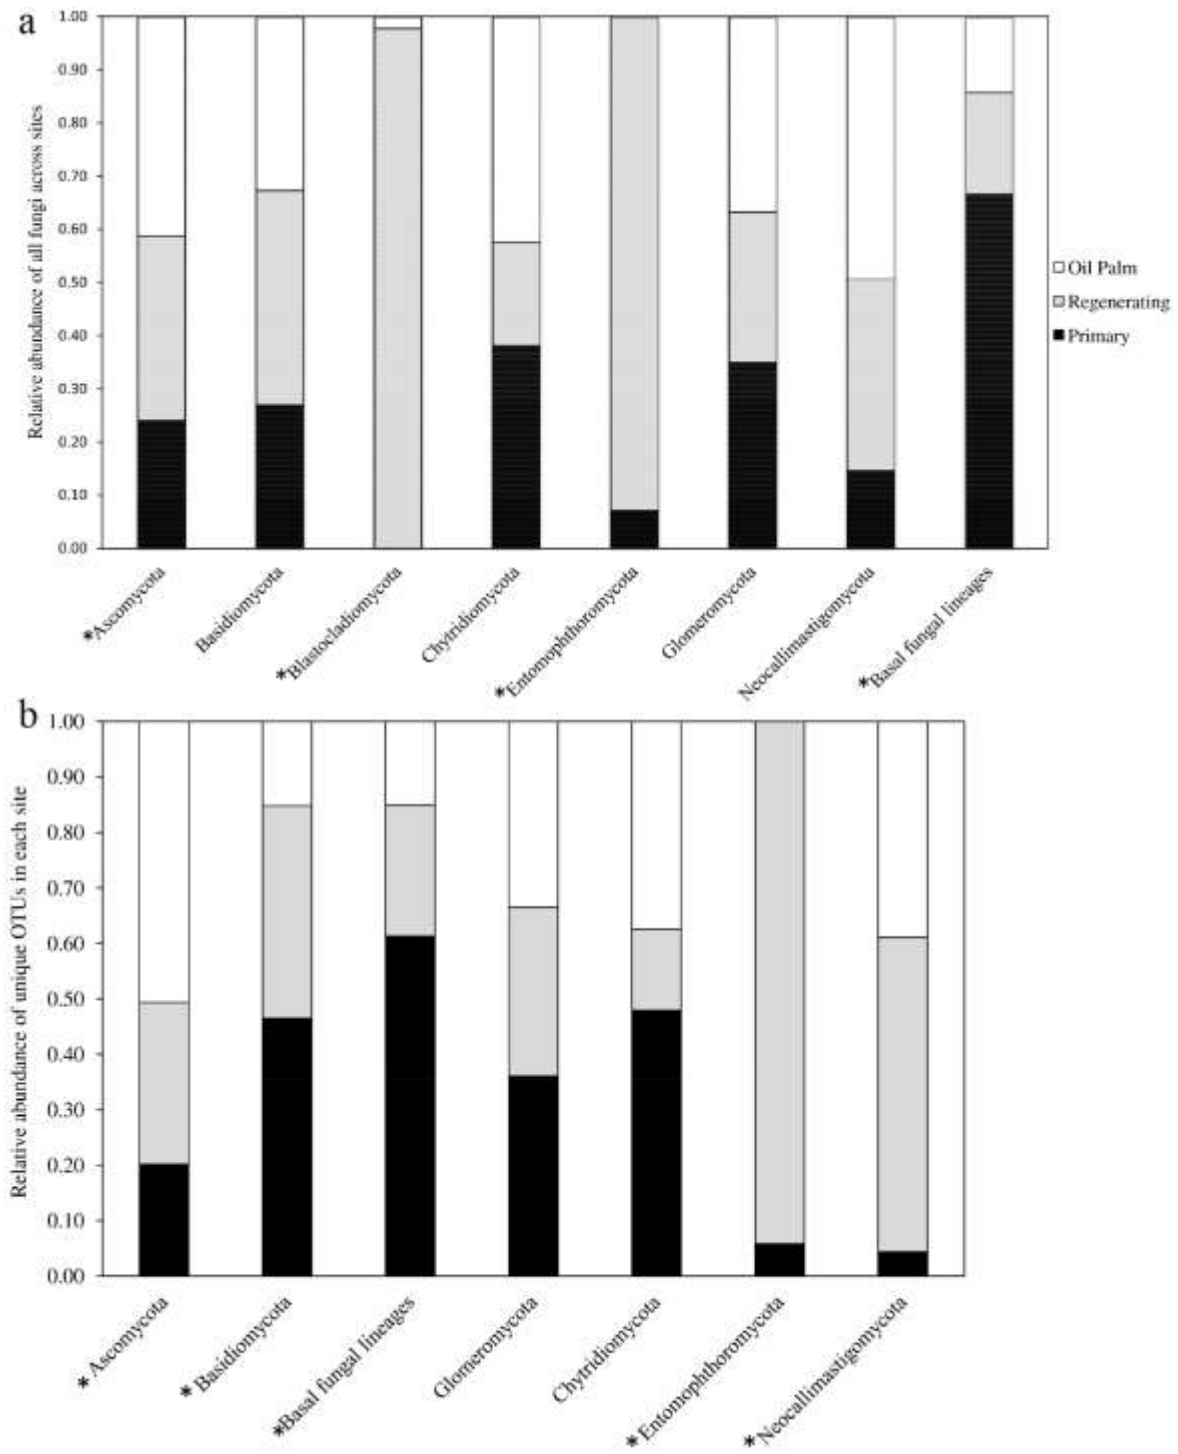 a
Relative abundance of all fungi across sites
1.00
0.90
0.80
0.70
0.60
0.50
0.40
0.30
0.20
0.10
0.00
*Ascomycota
Basidiomycota
*Blastocladiomycota
Chytridiomycota
*Entomophthoromycota
Glomeromycota
Neocallimastigomycota
*Basal fungal lineages
Oil Palm
Regenerating
Primary
b
Relative abundance of unique OTUs in each site
1.00
0.90
0.80
0.70
0.60
0.50
0.40
0.30
0.20
0.10
0.00
* Ascomycota
* Basidiomycota
*Basal fungal lineages
Glomeromycota
Chytridiomycota
*Entomophthoromycota
*Neocallimastigomycota